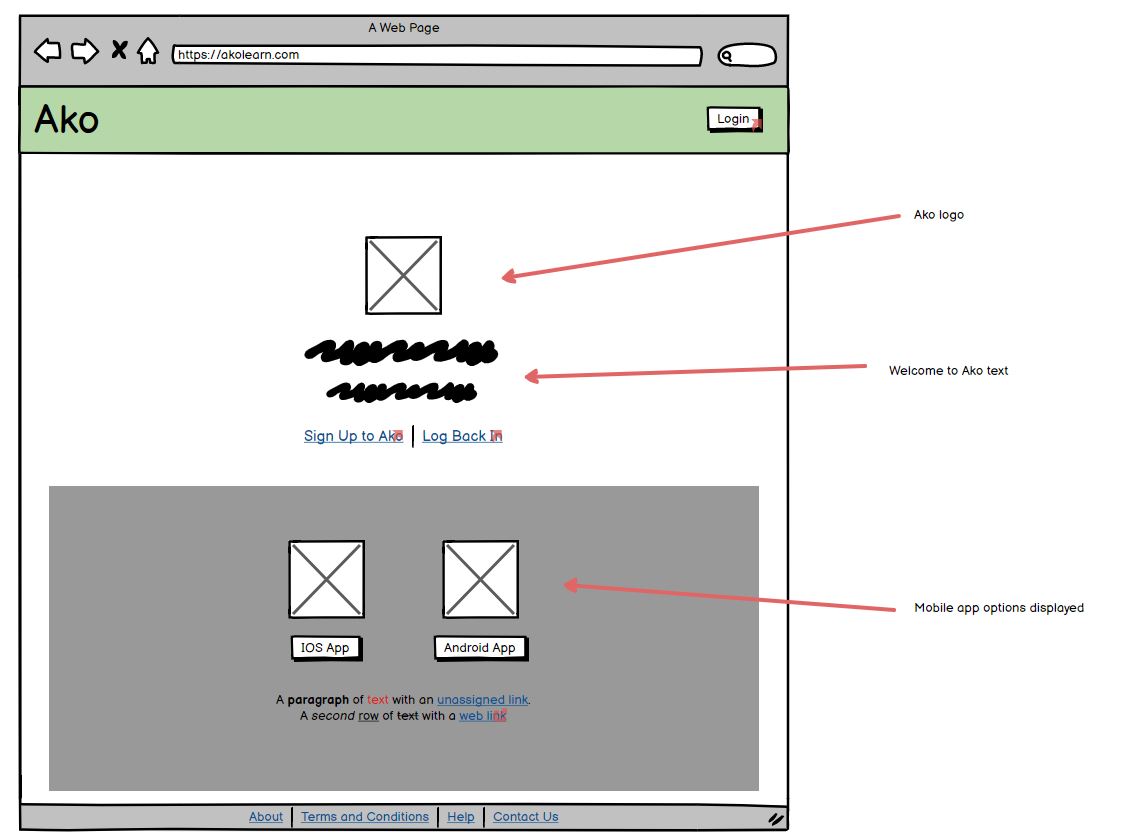 A Web Page
https://akolearn.com
Ako
Login
Ako logo
Welcome to Ako text
Sign Up to Ako | Log Back In
Mobile app options displayed
IOS App
Android App
A paragraph of text with an unassigned link.
A second row of text with a web link
About | Terms and Conditions | Help | Contact Us